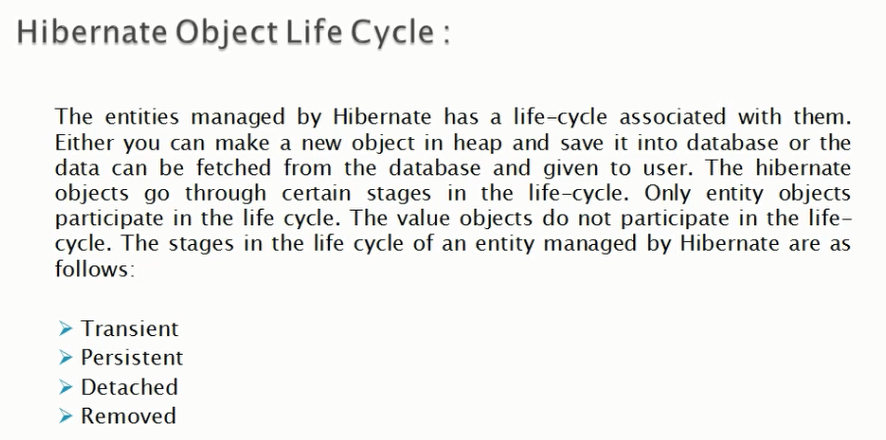 Hibernate Object Life Cycle :
The entities managed by Hibernate has a life-cycle associated with them.
Either you can make a new object in heap and save it into database or the
data can be fetched from the database and given to user. The hibernate
objects go through certain stages in the life-cycle. Only entity objects
participate in the life cycle. The value objects do not participate in the life-
cycle. The stages in the life cycle of an entity managed by Hibernate are as
follows:
➢ Transient
➢ Persistent
➢ Detached
➢ Removed